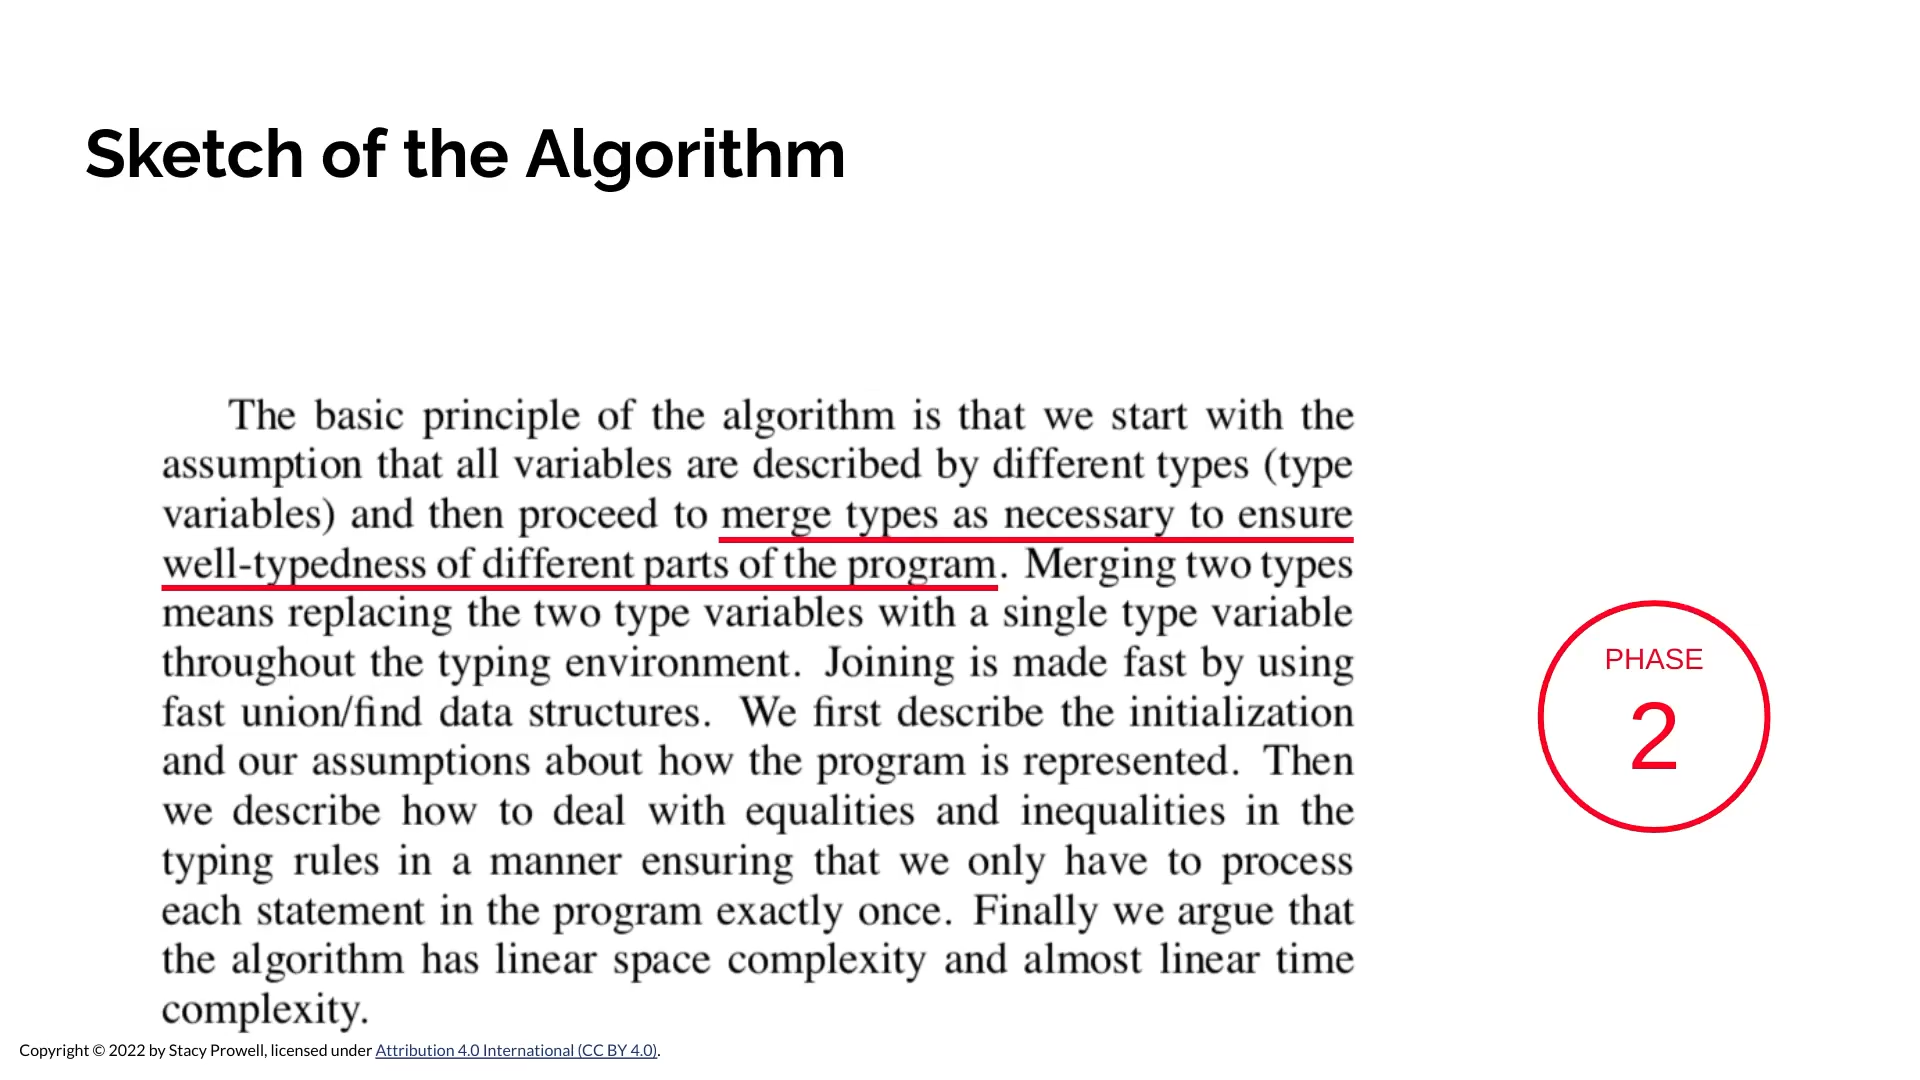 Sketch of the Algorithm
The basic principle of the algorithm is that we start with the
assumption that all variables are described by different types (type
variables) and then proceed to merge types as necessary to ensure
well-typedness of different parts of the program. Merging two types
means replacing the two type variables with a single type variable
throughout the typing environment. Joining is made fast by using
fast union/find data structures. We first describe the initialization
and our assumptions about how the program is represented. Then
we describe how to deal with equalities and inequalities in the
typing rules in a manner ensuring that we only have to process
each statement in the program exactly once. Finally we argue that
the algorithm has linear space complexity and almost linear time
complexity.
PHASE
2
Copyright © 2022 by Stacy Prowell, licensed under Attribution 4.0 International (CC BY 4.0).